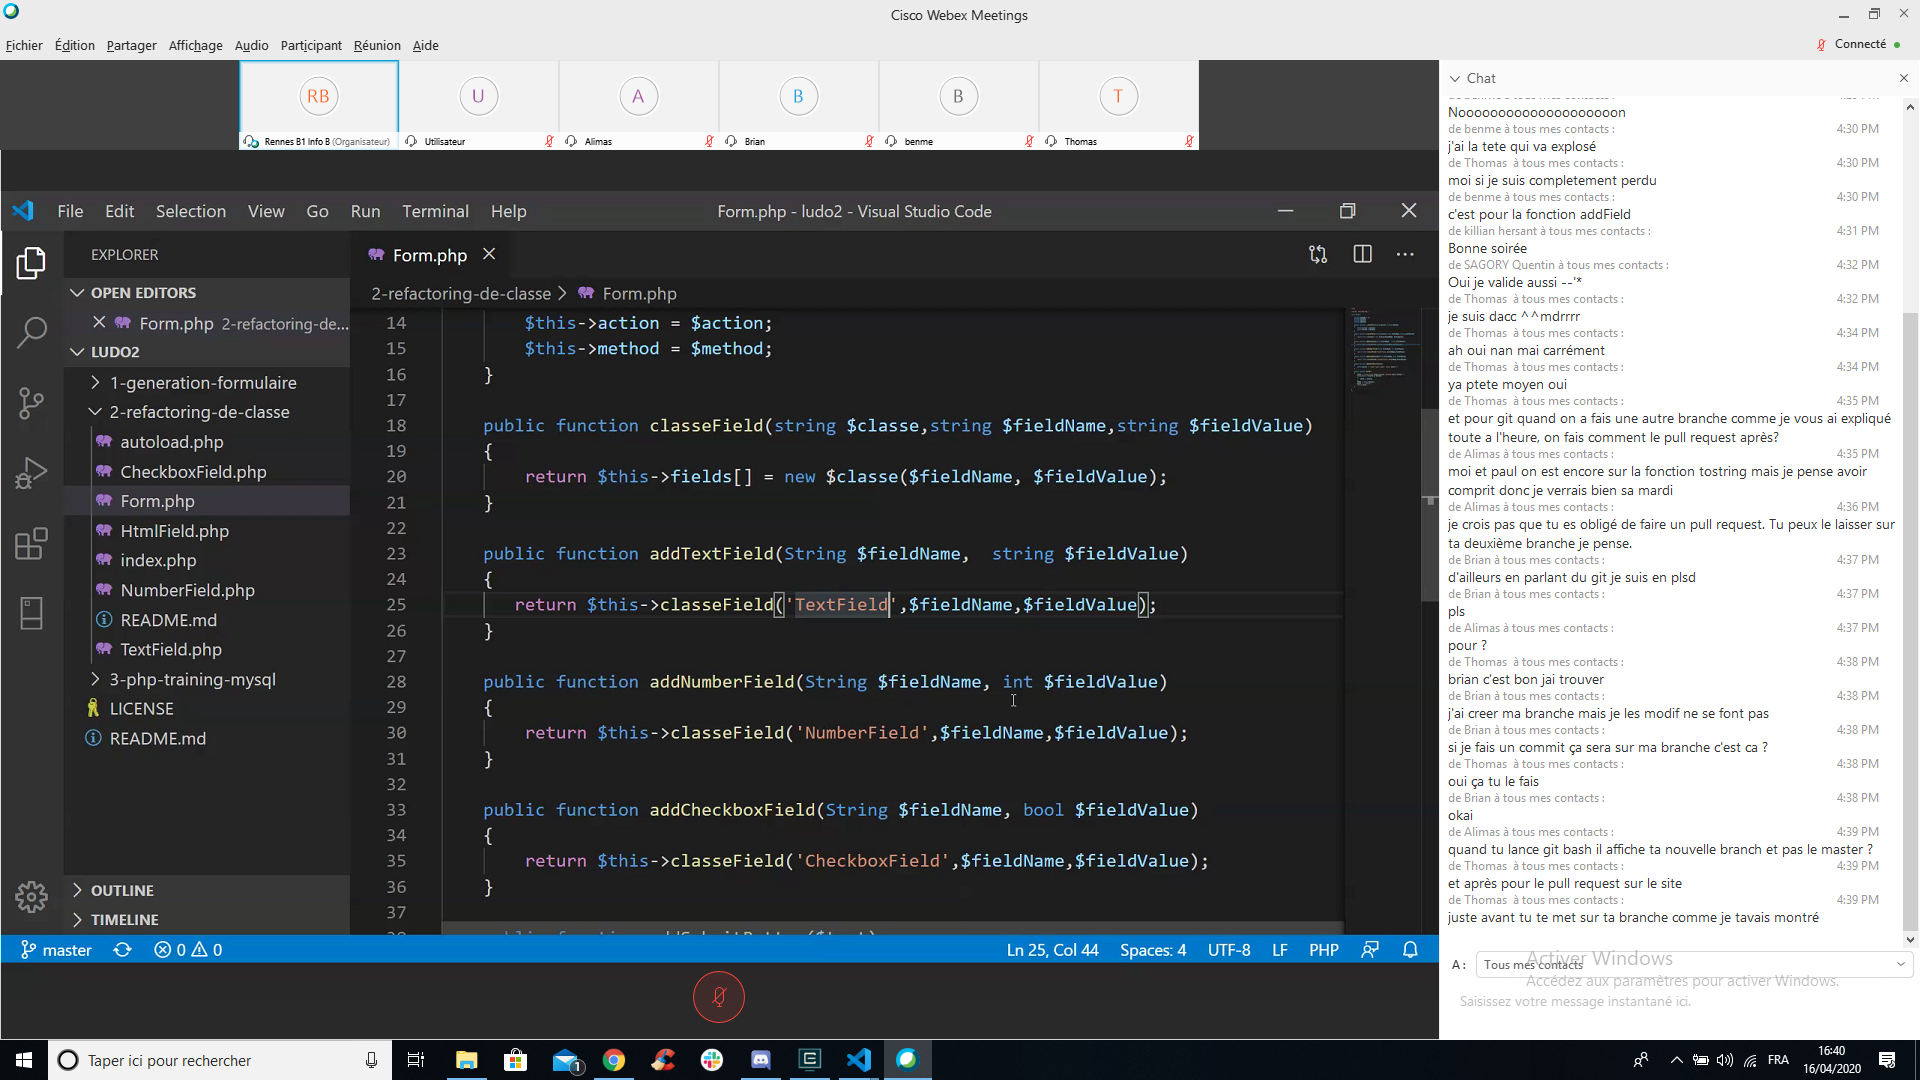 Cisco Webex Meetings
Fichier Édition Partager Affichage Audio Participant Réunion Aide
Connecté
RB U A B B T
Rennes B1 Info B (Organisateur) Utilisateur Alimas Brian benme Thomas
File Edit Selection View Go Run Terminal Help
Form.php - ludo2 - Visual Studio Code
EXPLORER
OPEN EDITORS
Form.php 2-refactoring-de...
LUDO2
1-generation-formulaire
2-refactoring-de-classe
autoload.php
CheckboxField.php
Form.php
HtmlField.php
index.php
NumberField.php
README.md
TextField.php
3-php-training-mysql
LICENSE
README.md
OUTLINE
TIMELINE
Form.php
2-refactoring-de-classe > Form.php
14 $this->action = $action;
15 $this->method = $method;
16 }
17
18 public function classeField(string $classe,string $fieldName,string $fieldValue)
19 {
20 return $this->fields[] = new $classe($fieldName, $fieldValue);
21 }
22
23 public function addTextField(String $fieldName,  string $fieldValue)
24 {
25 return $this->classeField('TextField',$fieldName,$fieldValue);
26 }
27
28 public function addNumberField(String $fieldName, int $fieldValue)
29 {
30 return $this->classeField('NumberField',$fieldName,$fieldValue);
31 }
32
33 public function addCheckboxField(String $fieldName, bool $fieldValue)
34 {
35 return $this->classeField('CheckboxField',$fieldName,$fieldValue);
36 }
37
master 0 0 Ln 25, Col 44 Spaces: 4 UTF-8 LF PHP
Chat
Nooooooooooooooooooooon
de benme à tous mes contacts : 4:30 PM
j'ai la tete qui va explosé
de Thomas à tous mes contacts : 4:30 PM
moi si je suis completement perdu
de benme à tous mes contacts : 4:30 PM
c'est pour la fonction addField
de killian hersant à tous mes contacts : 4:31 PM
Bonne soirée
de SAGORY Quentin à tous mes contacts : 4:32 PM
Oui je valide aussi --'*
de Thomas à tous mes contacts : 4:32 PM
je suis dacc ^^mdrrrr
de Thomas à tous mes contacts : 4:34 PM
ah oui nan mai carrément
de Thomas à tous mes contacts : 4:34 PM
ya ptete moyen oui
de Thomas à tous mes contacts : 4:35 PM
et pour git quand on a fais une autre branche comme je vous ai expliqué
toute a l'heure, on fais comment le pull request après?
de Alimas à tous mes contacts : 4:35 PM
moi et paul on est encore sur la fonction tostring mais je pense avoir
comprit donc je verrais bien sa mardi
de Alimas à tous mes contacts : 4:36 PM
je crois pas que tu es obligé de faire un pull request. Tu peux le laisser sur
ta deuxième branche je pense.
de Brian à tous mes contacts : 4:37 PM
d'ailleurs en parlant du git je suis en plsd
de Brian à tous mes contacts : 4:37 PM
pls
de Alimas à tous mes contacts : 4:37 PM
pour ?
de Thomas à tous mes contacts : 4:38 PM
brian c'est bon jai trouver
de Brian à tous mes contacts : 4:38 PM
j'ai creer ma branche mais je les modif ne se font pas
de Brian à tous mes contacts : 4:38 PM
si je fais un commit ça sera sur ma branche c'est ca ?
de Thomas à tous mes contacts : 4:38 PM
oui ça tu le fais
de Brian à tous mes contacts : 4:38 PM
okai
de Alimas à tous mes contacts : 4:39 PM
quand tu lance git bash il affiche ta nouvelle branch et pas le master ?
de Thomas à tous mes contacts : 4:39 PM
et après pour le pull request sur le site
de Thomas à tous mes contacts : 4:39 PM
juste avant tu te met sur ta branche comme je tavais montré
A : Tous mes contacts
Activer Windows
Accédez aux paramètres pour activer Windows.
Saisissez votre message instantané ici.
Taper ici pour rechercher
1
FRA
16:40
16/04/2020